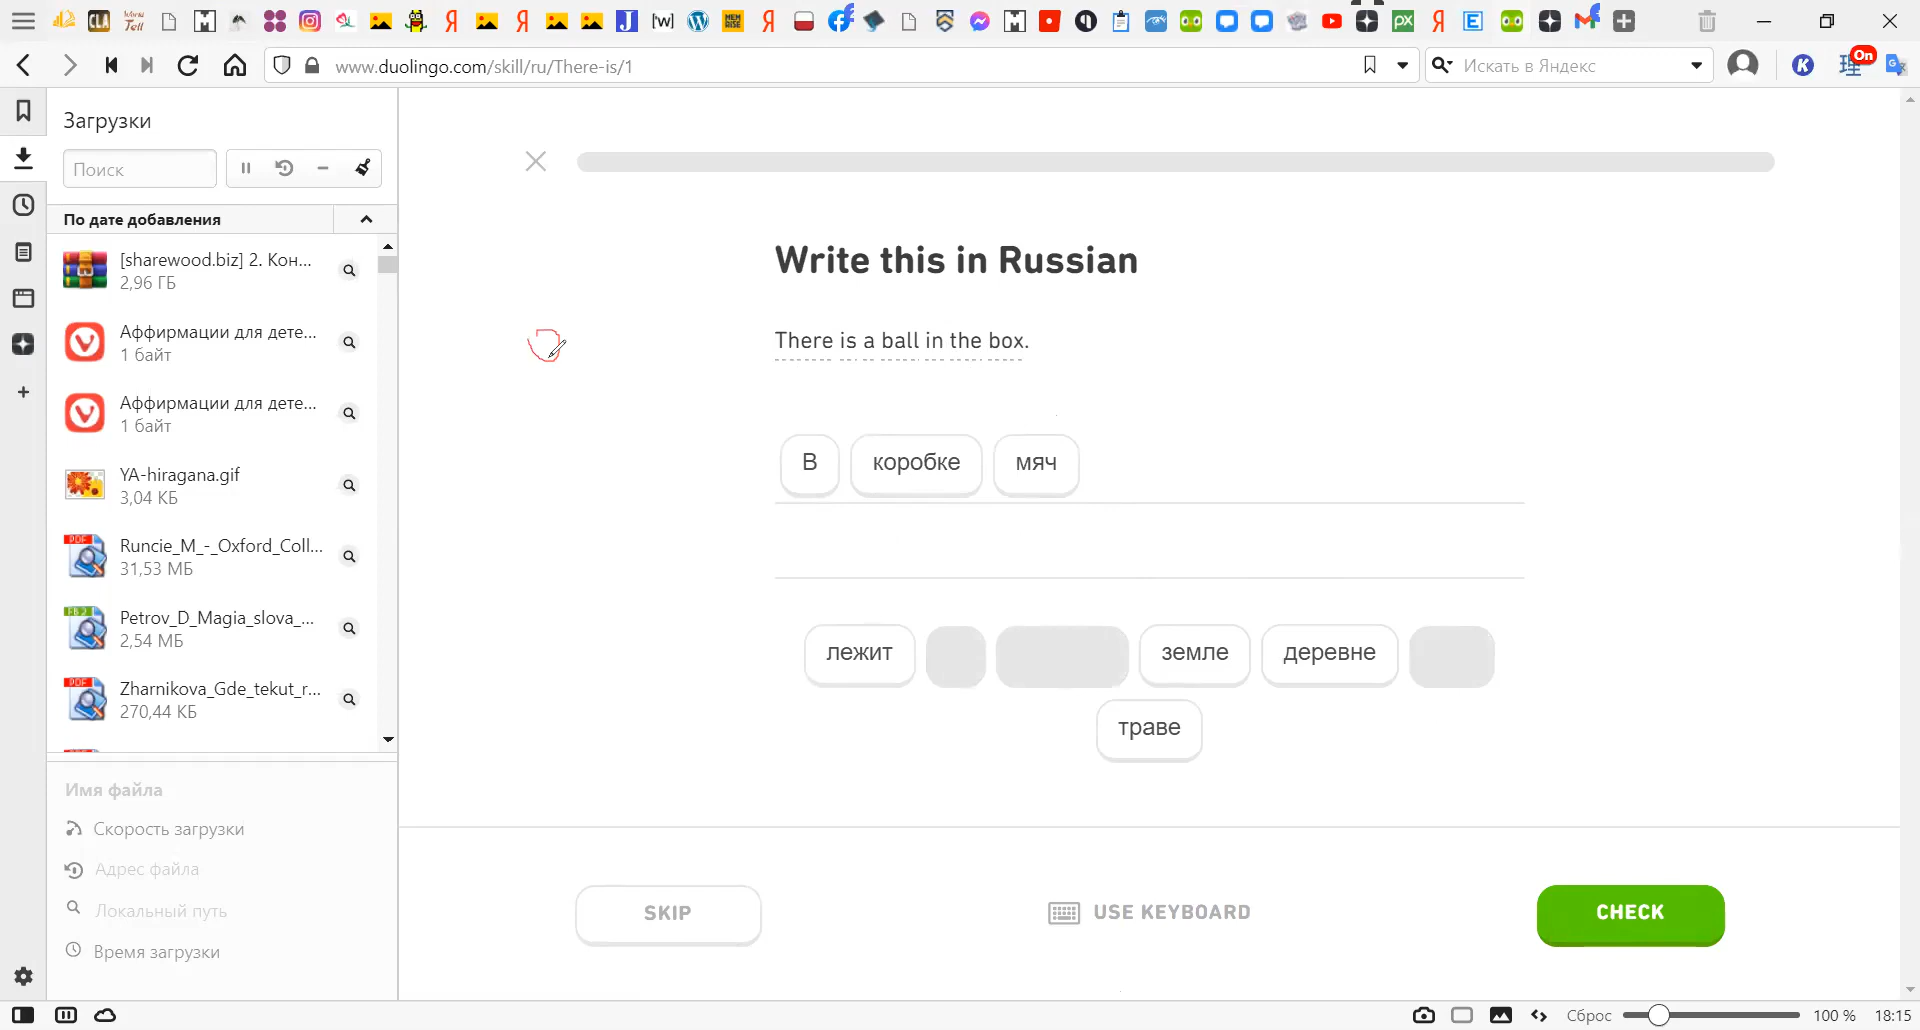 www.duolingo.com/skill/ru/There-is/1
Искать в Яндекс
On
Загрузки
Поиск
По дате добавления
[sharewood.biz] 2. Кон...
2,96 ГБ
Аффирмации для дете...
1 байт
Аффирмации для дете...
1 байт
YA-hiragana.gif
3,04 КБ
Runcie_M_-_Oxford_Coll...
31,53 МБ
Petrov_D_Magia_slova_...
2,54 МБ
Zharnikova_Gde_tekut_r...
270,44 КБ
Имя файла
Скорость загрузки
Адрес файла
Локальный путь
Время загрузки
Write this in Russian
There is a ball in the box.
В коробке мяч
лежит земле деревне
траве
SKIP
USE KEYBOARD
CHECK
Сброс
100 %
18:15